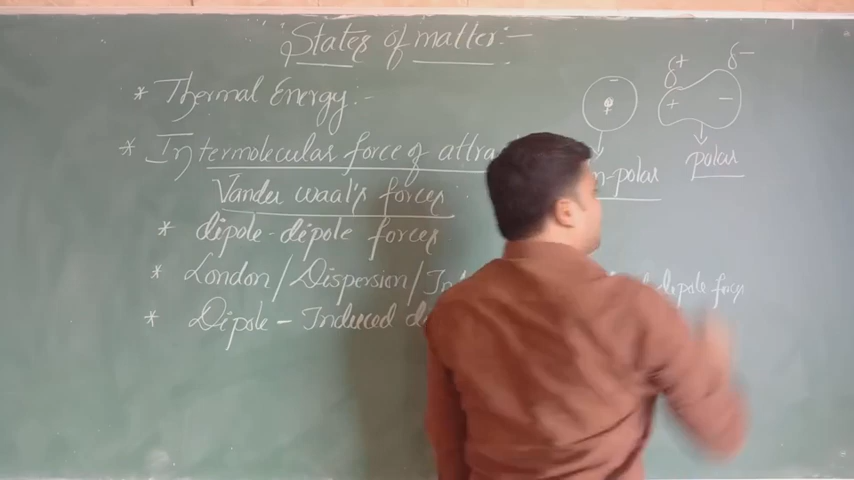 States of matter:-
* Thermal Energy:-
* Intermolecular force of attra
Vander waal's forces
* dipole-dipole forces
* London/Dispersion/In
dipole forces
* Dipole - Induced d
-
+
δ+ δ-
+ -
n-polar
polar